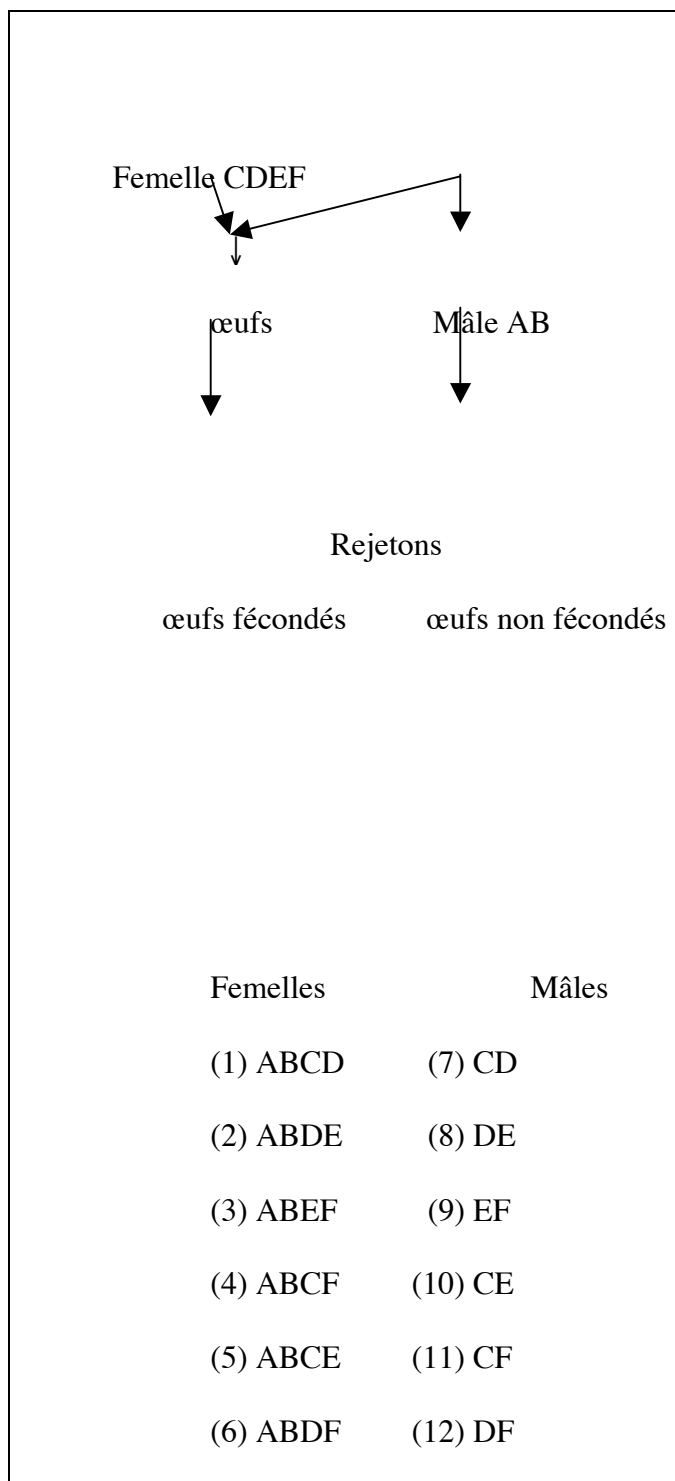 Femelle CDEF
œufs Mâle AB
Rejetons
œufs fécondés œufs non fécondés
Femelles Mâles
(1) ABCD (7) CD
(2) ABDE (8) DE
(3) ABEF (9) EF
(4) ABCF (10) CE
(5) ABCE (11) CF
(6) ABDF (12) DF